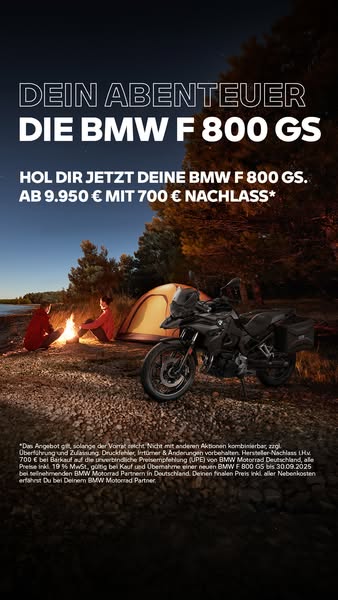 DEIN ABENTEUER
DIE BMW F 800 GS
HOL DIR JETZT DEINE BMW F 800 GS.
AB 9.950 € MIT 700 € NACHLASS*
*Das Angebot gilt, solange der Vorrat reicht. Nicht mit anderen Aktionen kombinierbar, zzgl.
Überführung und Zulassung. Druckfehler, Irrtümer & Änderungen vorbehalten. Hersteller-Nachlass i.H.v.
700 € bei Barkauf auf die unverbindliche Preisempfehlung (UPE) von BMW Motorrad Deutschland, alle
Preise inkl. 19 % MwSt., gültig bei Kauf und Übernahme einer neuen BMW F 800 GS bis 30.09.2025
bei teilnehmenden BMW Motorrad Partnern in Deutschland. Deinen finalen Preis inkl. aller Nebenkosten
erfährst Du bei Deinem BMW Motorrad Partner.